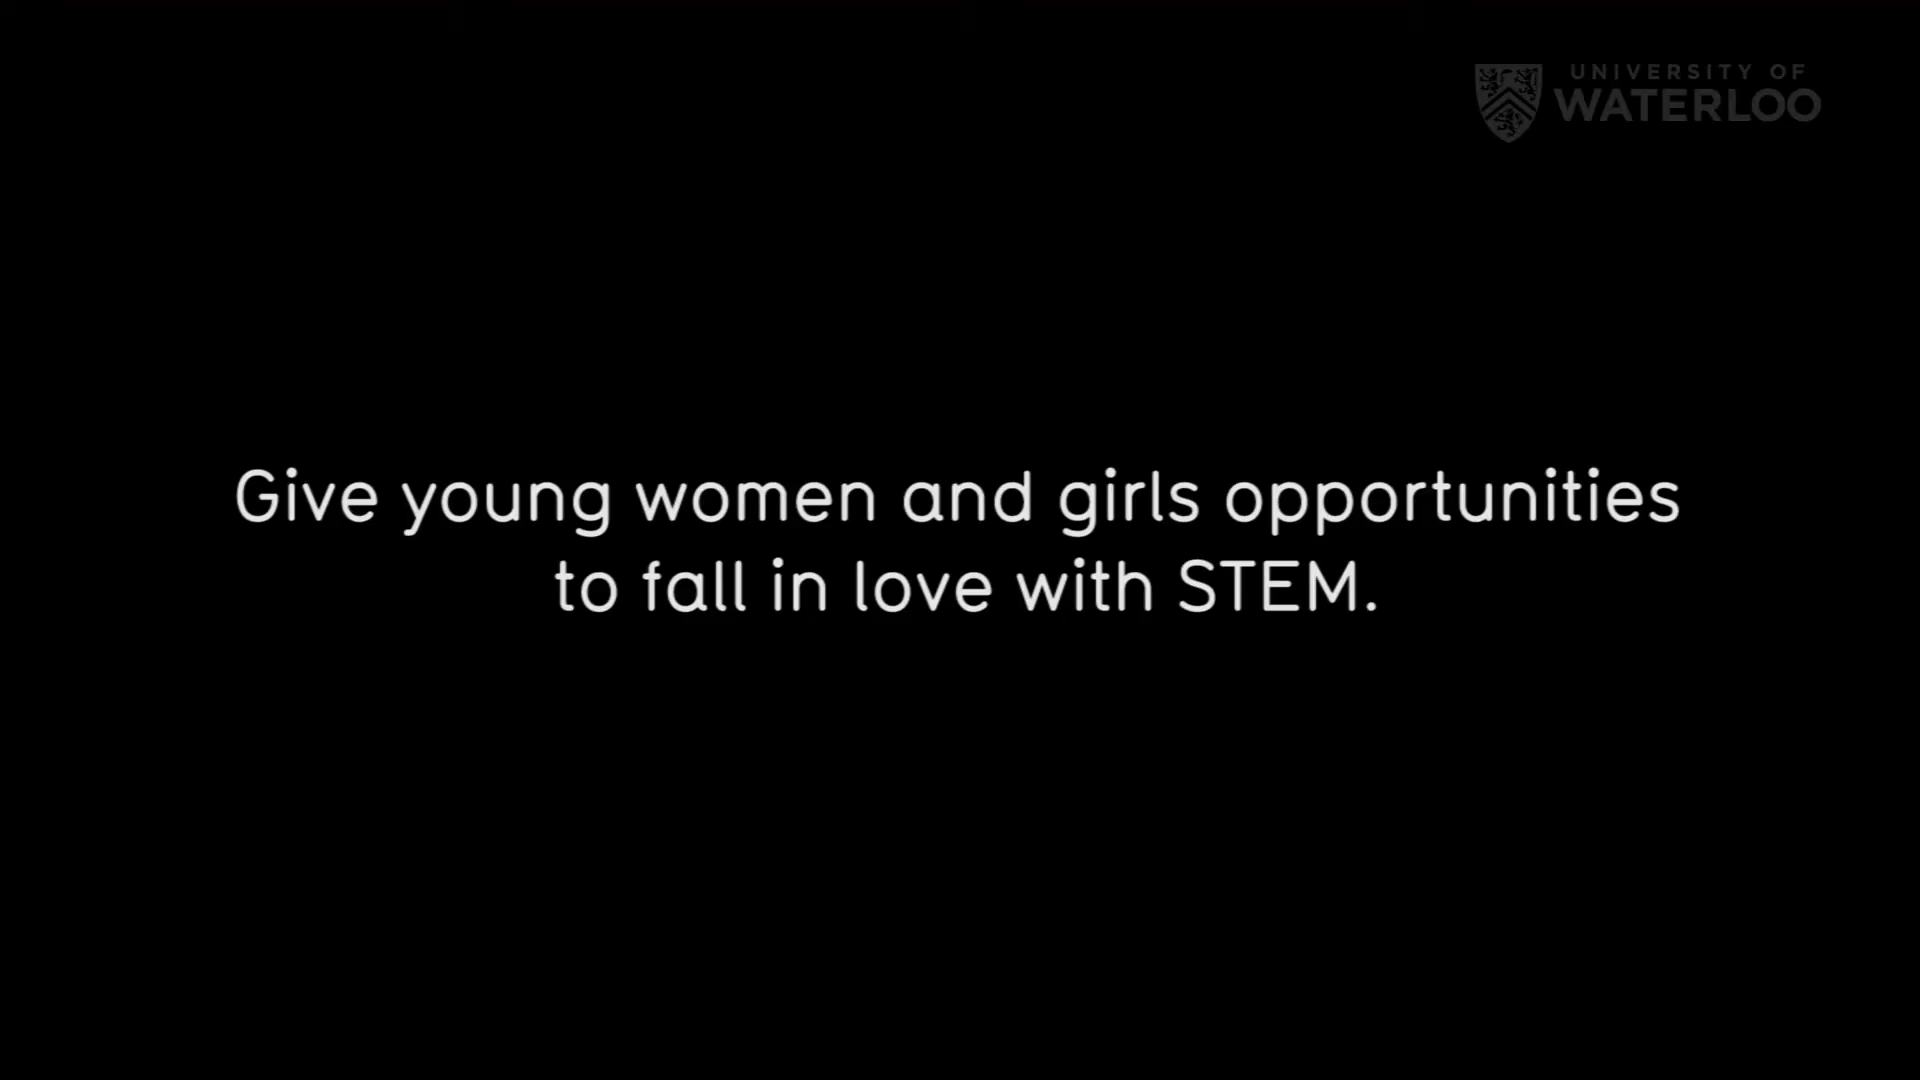 UNIVERSITY OF
WATERLOO
Give young women and girls opportunities
to fall in love with STEM.